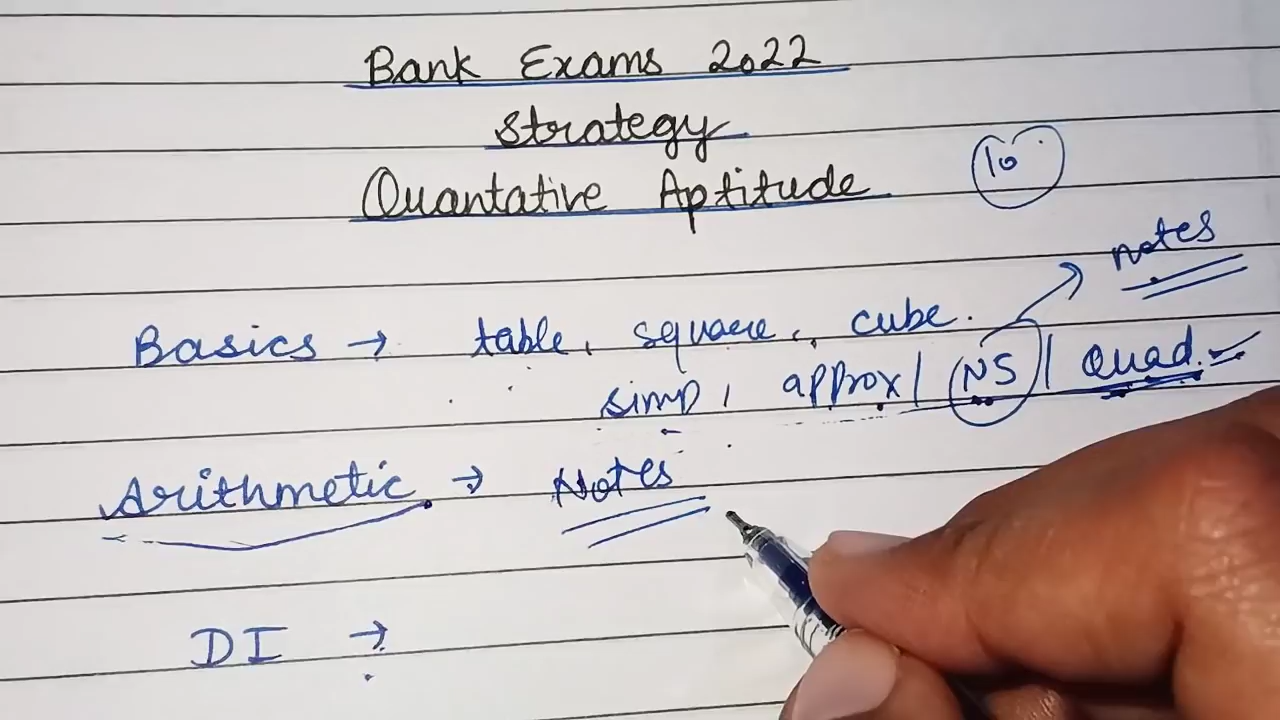 Bank Exams 2022
Strategy
Quantative Aptitude 10
notes
Basics → table, square, cube.
simp, approx / NS / Quad.
Arithmetic → Notes
DI →